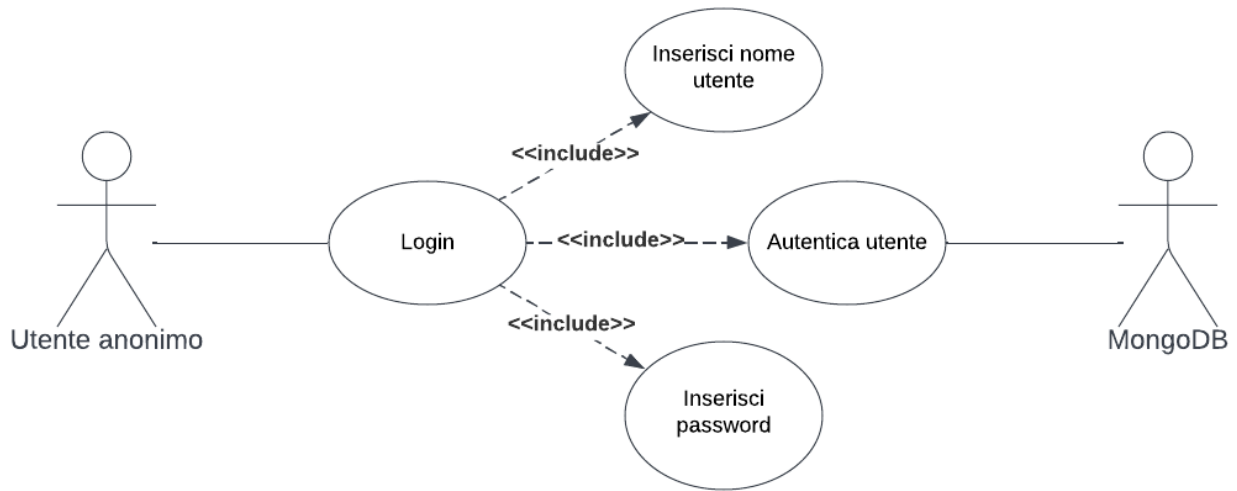 Inserisci nome
utente
<<include>>
Login
<<include>>
Autentica utente
<<include>>
Utente anonimo
MongoDB
Inserisci
password